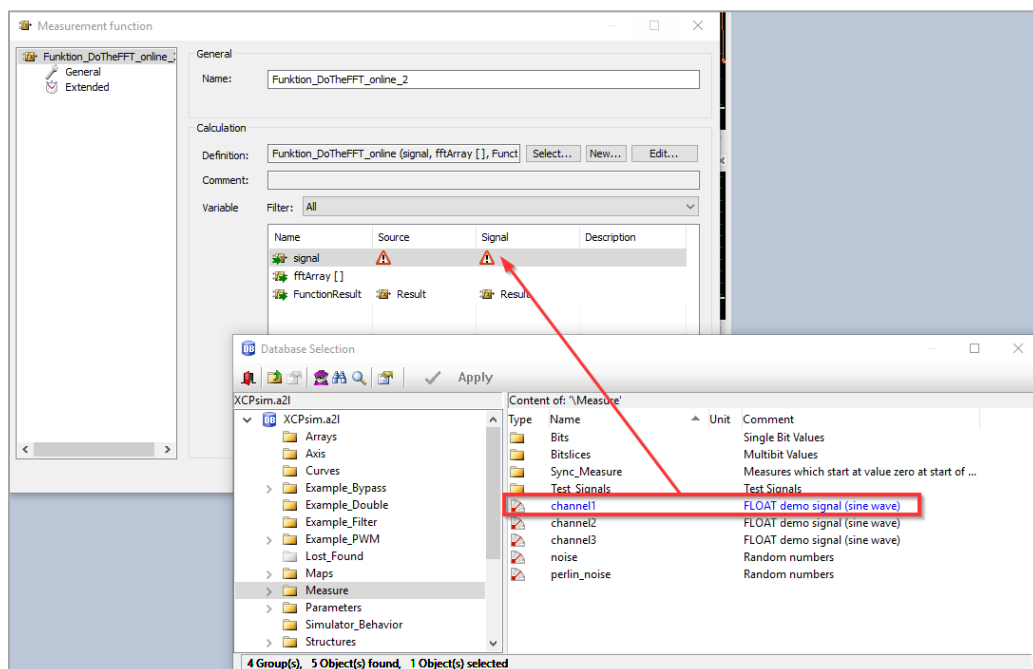 Measurement function
Funktion_DoTheFFT_online_2
General
Extended
General
Name: Funktion_DoTheFFT_online_2
Calculation
Definition: Funktion_DoTheFFT_online (signal, fftArray [], Funct Select... New... Edit...
Comment:
Variable Filter: All
Name Source Signal Description
signal
fftArray []
FunctionResult Result Result
DB Database Selection
Apply
XCPsim.a2l Content of: '\Measure'
DB XCPsim.a2l
Arrays
Axis
Curves
Example_Bypass
Example_Double
Example_Filter
Example_PWM
Lost_Found
Maps
Measure
Parameters
Simulator_Behavior
Structures
Type Name Unit Comment
Bits Single Bit Values
Bitslices Multibit Values
Sync_Measure Measures which start at value zero at start of ...
Test_Signals Test Signals
channel1 FLOAT demo signal (sine wave)
channel2 FLOAT demo signal (sine wave)
channel3 FLOAT demo signal (sine wave)
noise Random numbers
perlin_noise Random numbers
4 Group(s), 5 Object(s) found, 1 Object(s) selected